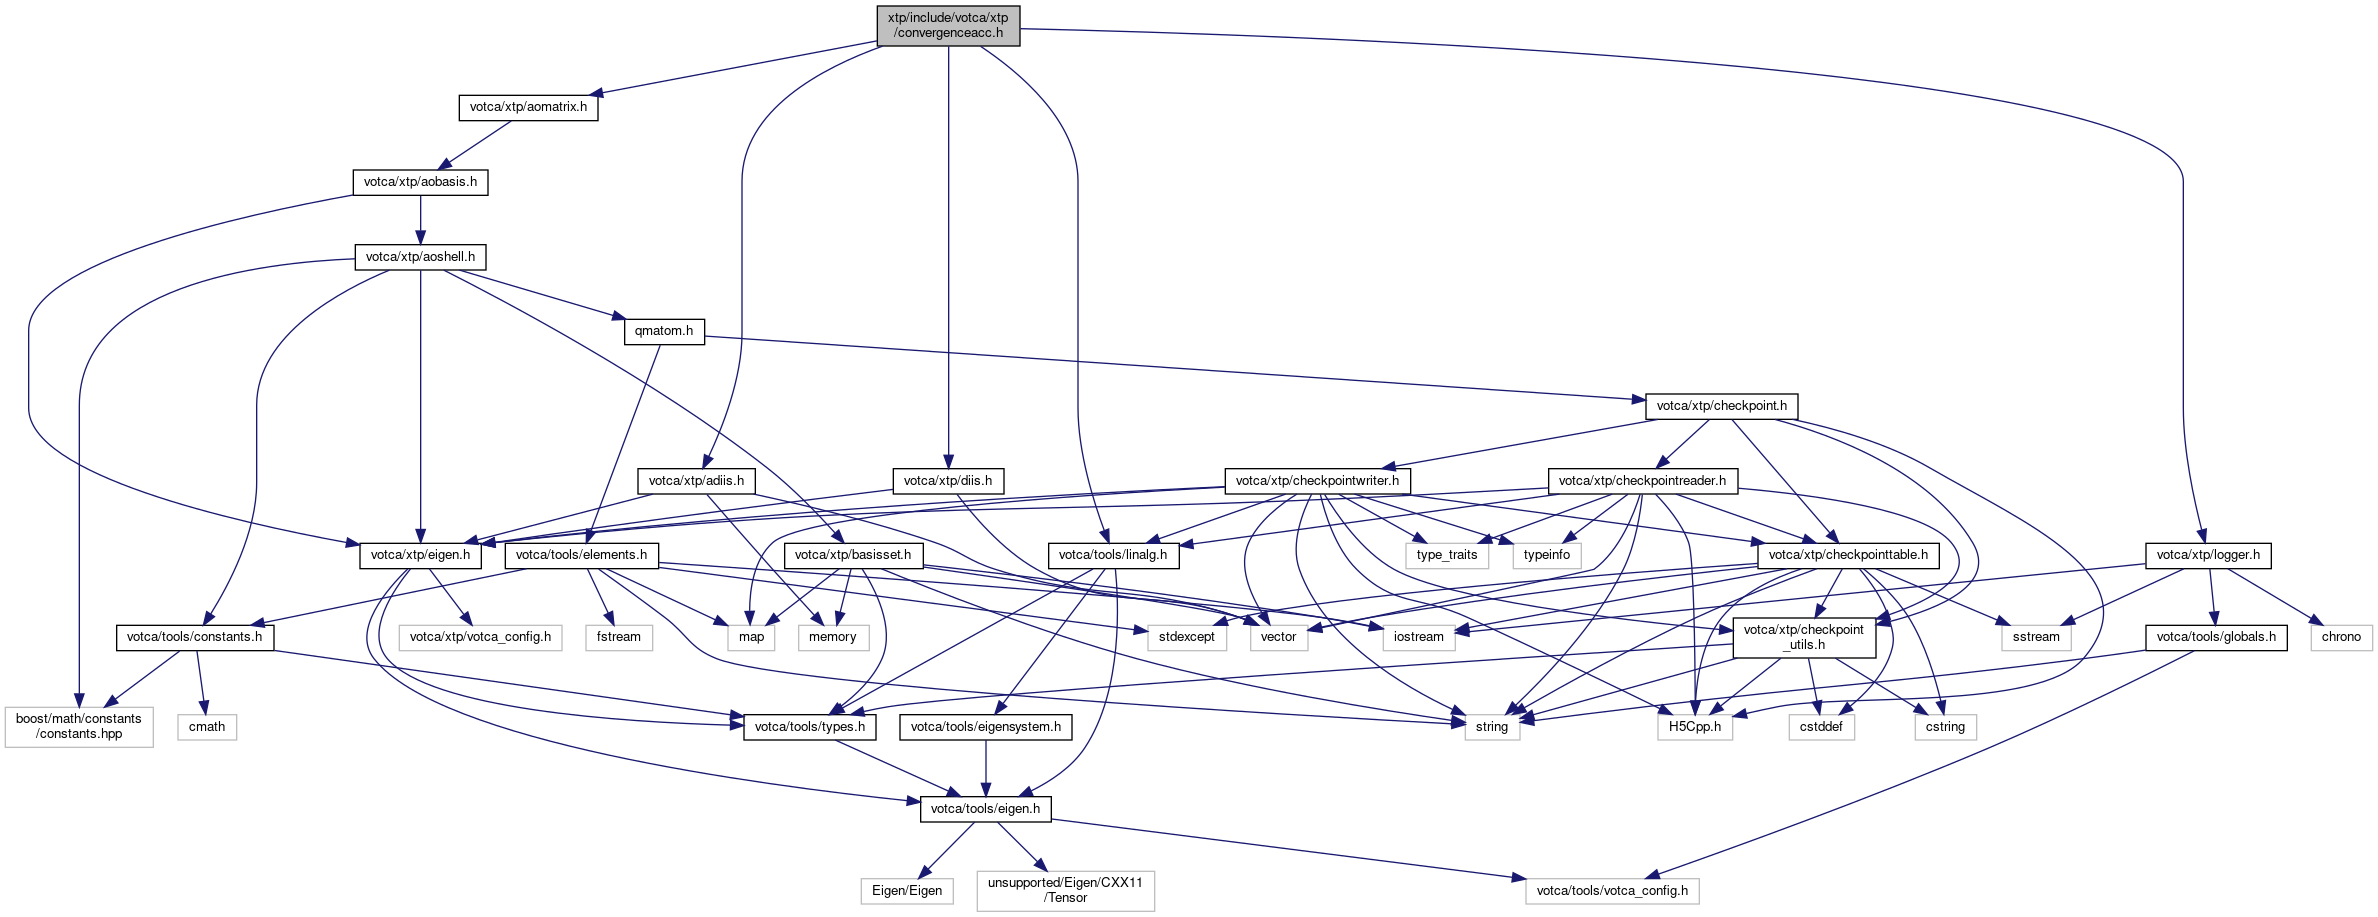 xtp/include/votca/xtp
/convergenceacc.h
votca/xtp/aomatrix.h
votca/xtp/aobasis.h
votca/xtp/aoshell.h
qmatom.h
votca/xtp/checkpoint.h
votca/xtp/adiis.h
votca/xtp/diis.h
votca/xtp/checkpointwriter.h
votca/xtp/checkpointreader.h
votca/xtp/eigen.h
votca/tools/elements.h
votca/xtp/basisset.h
votca/tools/linalg.h
type_traits
typeinfo
votca/xtp/checkpointtable.h
votca/xtp/logger.h
votca/tools/constants.h
votca/xtp/votca_config.h
fstream
map
memory
stdexcept
vector
iostream
votca/xtp/checkpoint
_utils.h
sstream
votca/tools/globals.h
chrono
boost/math/constants
/constants.hpp
cmath
votca/tools/types.h
votca/tools/eigensystem.h
string
H5Cpp.h
cstddef
cstring
votca/tools/eigen.h
Eigen/Eigen
unsupported/Eigen/CXX11
/Tensor
votca/tools/votca_config.h